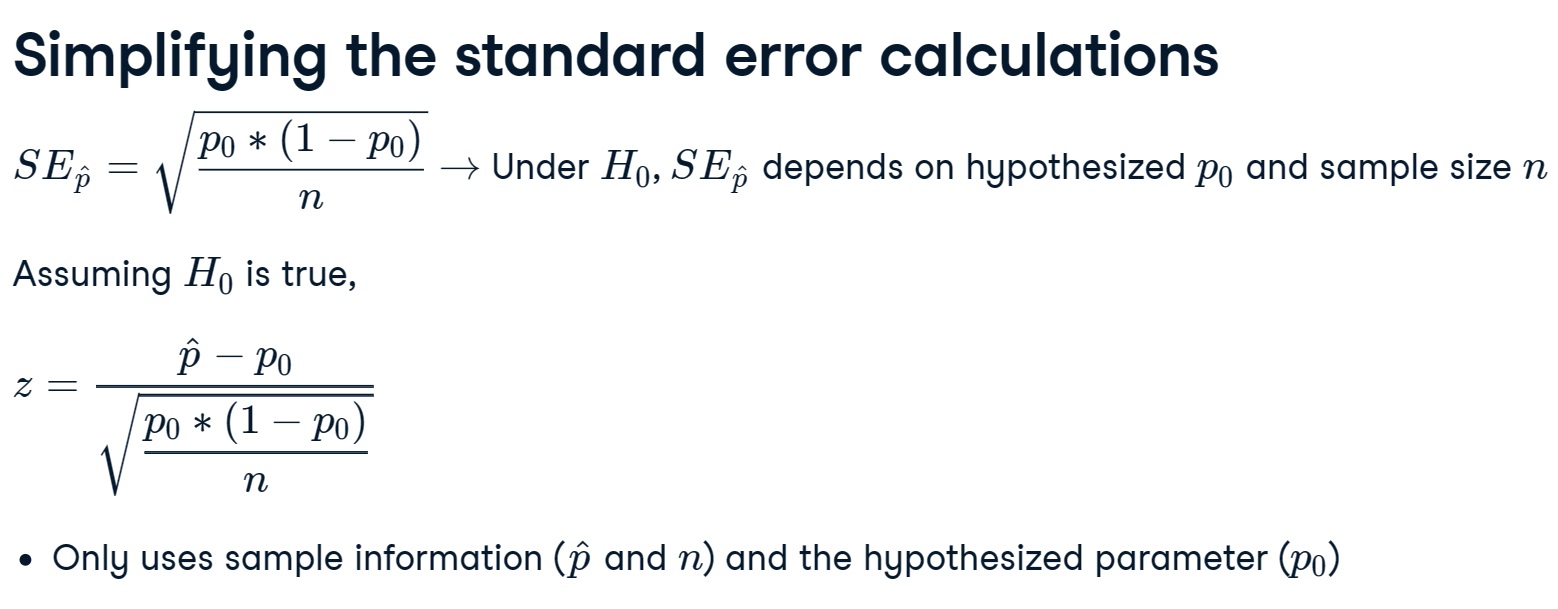 Simplifying the standard error calculations
$SE_{\hat{p}} = \sqrt{\frac{p_0 * (1 - p_0)}{n}}$ → Under $H_0$, $SE_{\hat{p}}$ depends on hypothesized $p_0$ and sample size $n$
Assuming $H_0$ is true,
$z = \frac{\hat{p} - p_0}{\sqrt{\frac{p_0 * (1 - p_0)}{n}}}$
• Only uses sample information ($\hat{p}$ and $n$) and the hypothesized parameter ($p_0$)